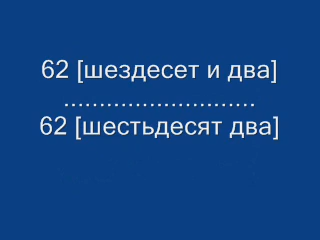 62 [шездесет и два]
...........................
62 [шестьдесят два]